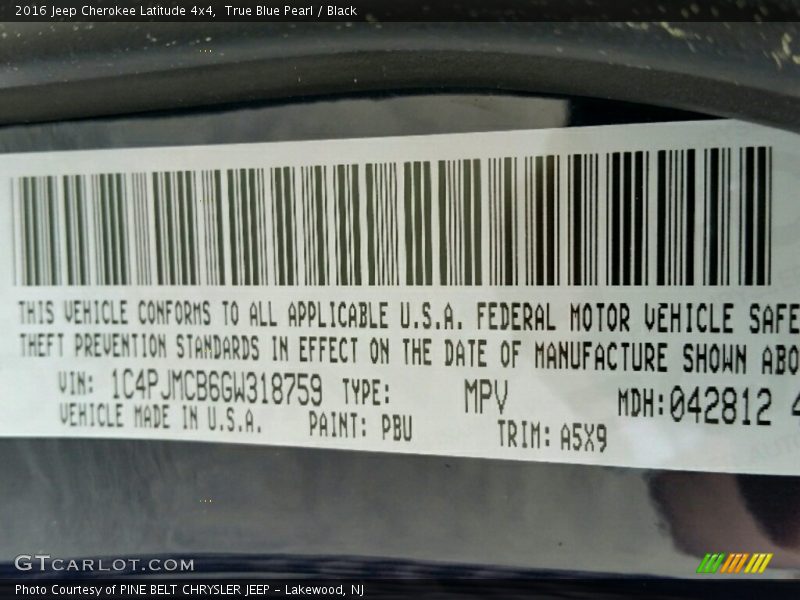 2016 Jeep Cherokee Latitude 4x4, True Blue Pearl / Black
THIS VEHICLE CONFORMS TO ALL APPLICABLE U.S.A. FEDERAL MOTOR VEHICLE SAFE
THEFT PREVENTION STANDARDS IN EFFECT ON THE DATE OF MANUFACTURE SHOWN ABO
VIN: 1C4PJMCB6GW318759 TYPE: MPV MDH:042812 4
VEHICLE MADE IN U.S.A. PAINT: PBU TRIM: A5X9
GTCARLOT.COM
Photo Courtesy of PINE BELT CHRYSLER JEEP - Lakewood, NJ